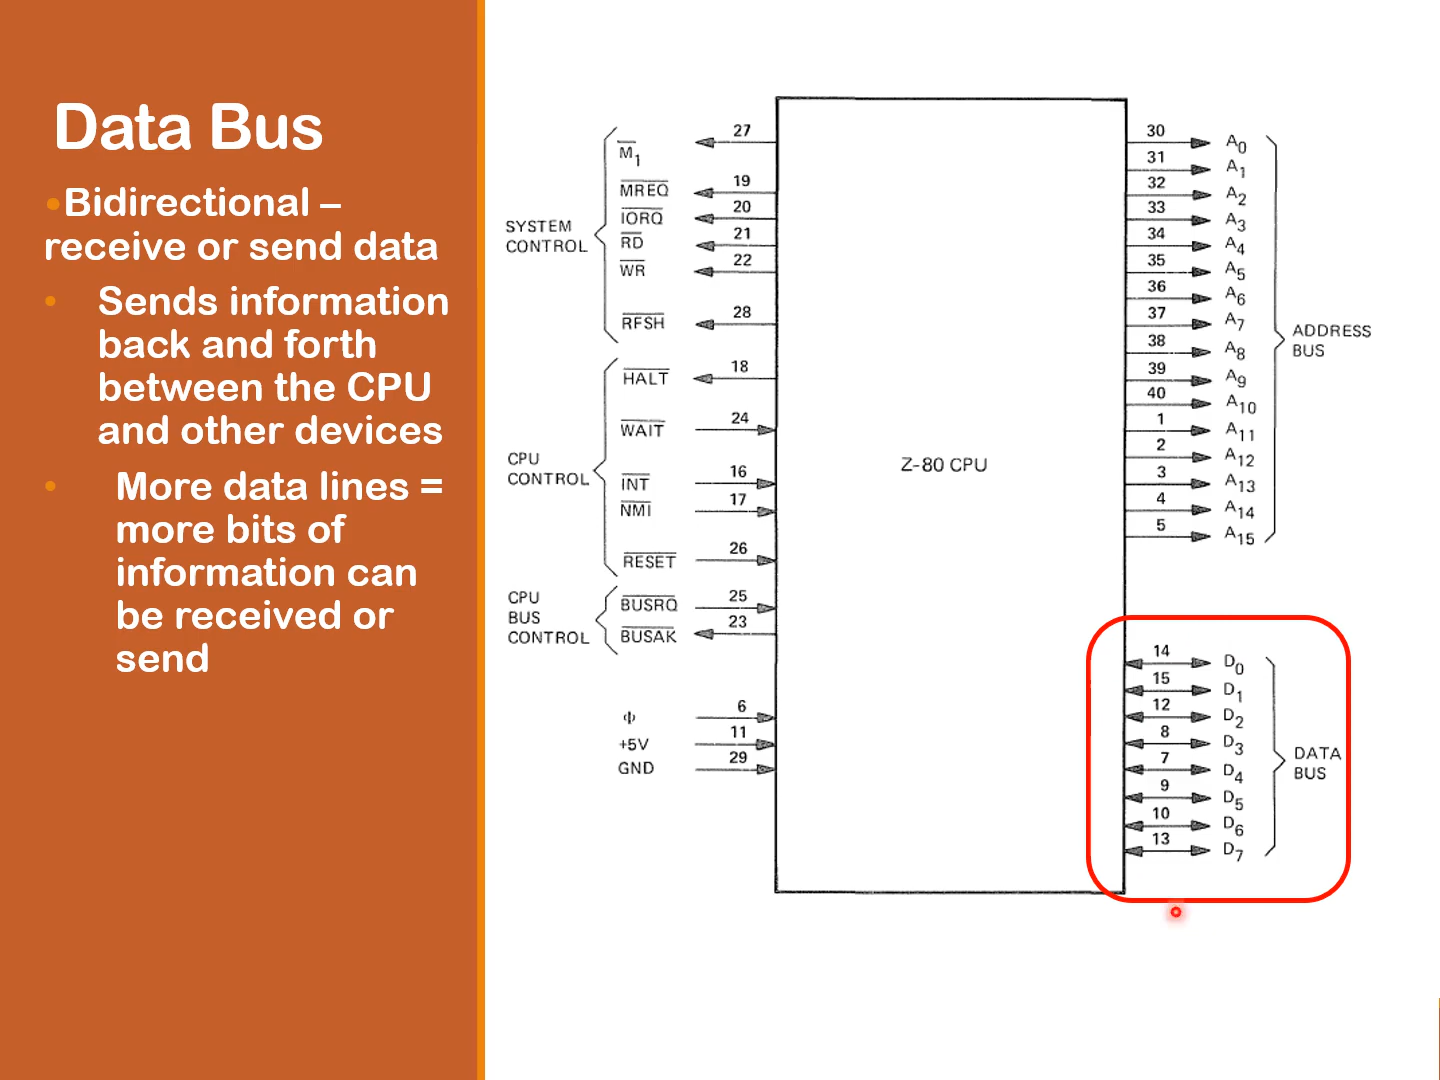 Data Bus
•Bidirectional –
receive or send data
• Sends information
back and forth
between the CPU
and other devices
• More data lines =
more bits of
information can
be received or
send
SYSTEM
CONTROL
M1
27
MREQ
19
IORQ
20
RD
21
WR
22
RFSH
28
CPU
CONTROL
HALT
18
WAIT
24
INT
16
NMI
17
RESET
26
CPU
BUS
CONTROL
BUSRQ
25
BUSAK
23
Φ
6
+5V
11
GND
29
Z-80 CPU
30 A0
31 A1
32 A2
33 A3
34 A4
35 A5
36 A6
37 A7
38 A8
39 A9
40 A10
1 A11
2 A12
3 A13
4 A14
5 A15
ADDRESS
BUS
14 D0
15 D1
12 D2
8 D3
7 D4
9 D5
10 D6
13 D7
DATA
BUS